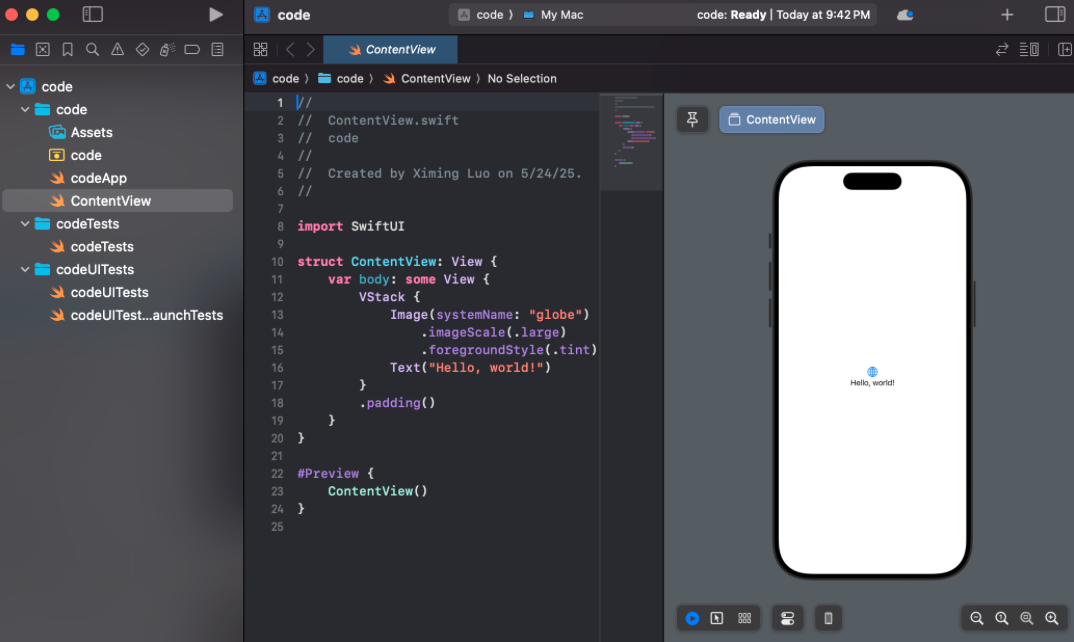 code
code 〉 My Mac
code: Ready | Today at 9:42 PM
ContentView
code 〉 code 〉 ContentView 〉 No Selection
code
code
Assets
code
codeApp
ContentView
codeTests
codeTests
codeUITests
codeUITests
codeUITest...aunchTests
1 //
2 //  ContentView.swift
3 //  code
4 //
5 //  Created by Ximing Luo on 5/24/25.
6 //
7
8 import SwiftUI
9
10 struct ContentView: View {
11     var body: some View {
12         VStack {
13             Image(systemName: "globe")
14                 .imageScale(.large)
15                 .foregroundStyle(.tint)
16             Text("Hello, world!")
17         }
18         .padding()
19     }
20 }
21
22 #Preview {
23     ContentView()
24 }
25
ContentView
Hello, world!